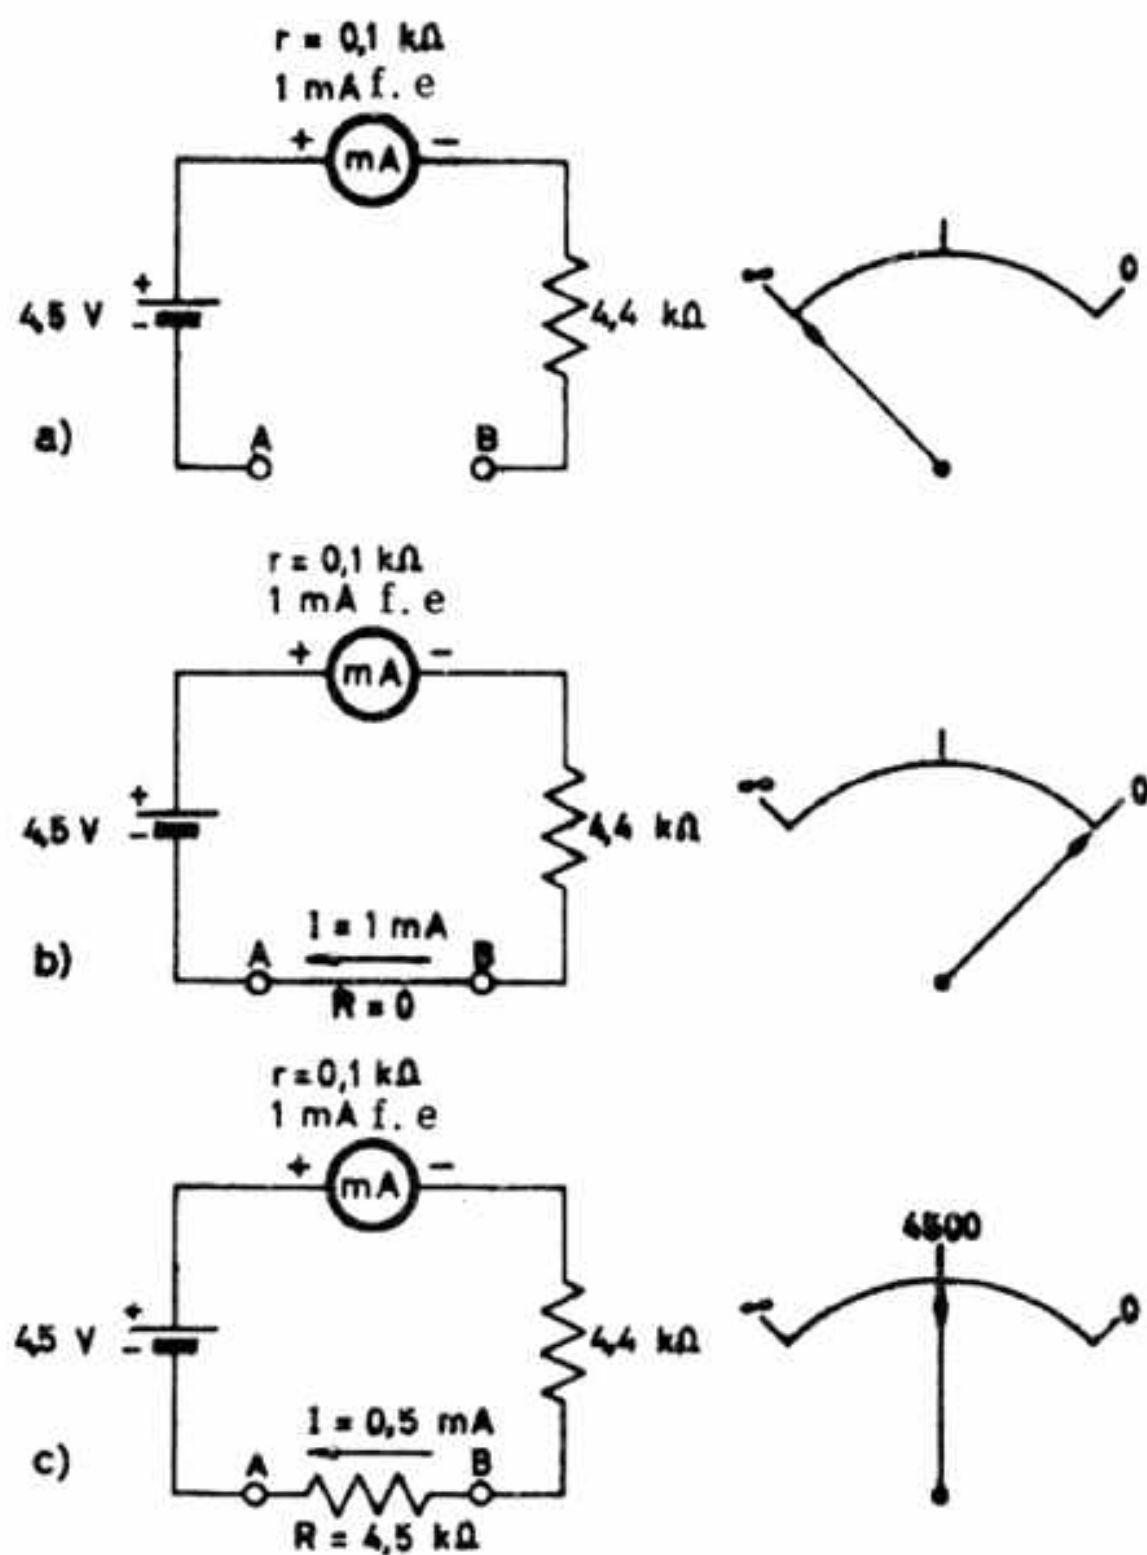 r = 0,1 kΩ
1 mA f. e
+ mA -
∞ 0
+
4,5 V
-
4,4 kΩ
a)
A B
r = 0,1 kΩ
1 mA f. e
+ mA -
∞ 0
+
4,5 V
-
4,4 kΩ
I = 1 mA
b)
A B
R = 0
r = 0,1 kΩ
1 mA f. e
+ mA -
4500
∞ 0
+
4,5 V
-
4,4 kΩ
I = 0,5 mA
c)
A B
R = 4,5 kΩ